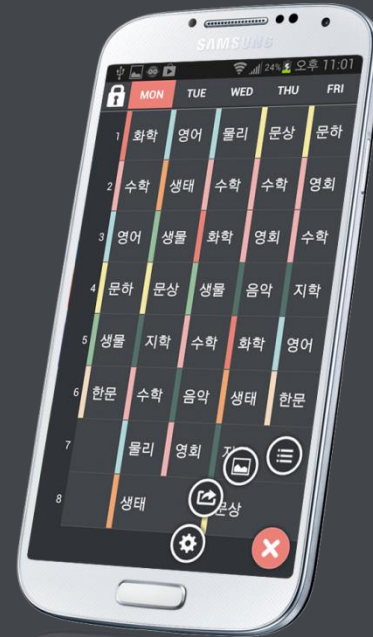 SAMSUNG
24% 오후 11:01
MON TUE WED THU FRI
1 화학 영어 물리 문상 문하
2 수학 생태 수학 수학 영회
3 영어 생물 화학 영회 수학
4 문하 문상 생물 음악 지학
5 생물 지학 수학 화학 영어
6 한문 수학 음악 생태 한문
7 물리 영회
8 생태 문상